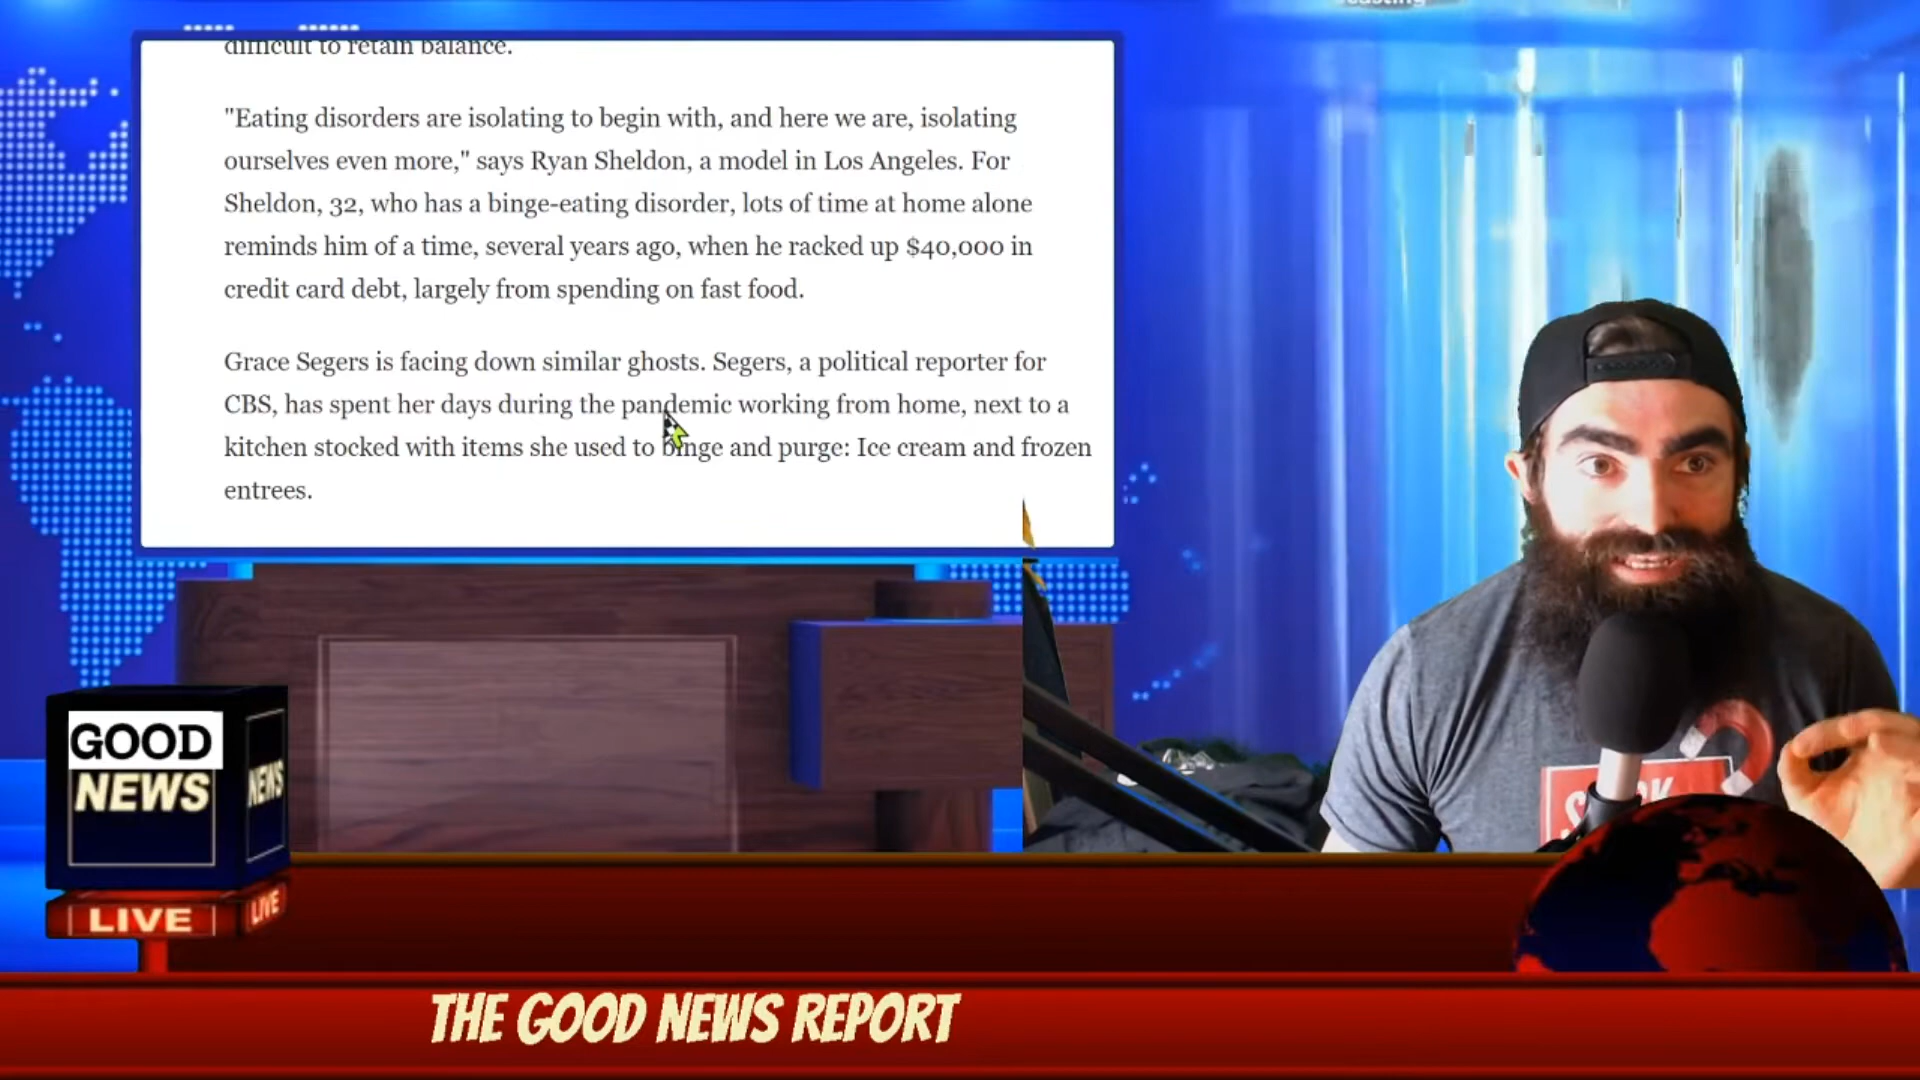 difficult to retain balance.
"Eating disorders are isolating to begin with, and here we are, isolating
ourselves even more," says Ryan Sheldon, a model in Los Angeles. For
Sheldon, 32, who has a binge-eating disorder, lots of time at home alone
reminds him of a time, several years ago, when he racked up $40,000 in
credit card debt, largely from spending on fast food.
Grace Segers is facing down similar ghosts. Segers, a political reporter for
CBS, has spent her days during the pandemic working from home, next to a
kitchen stocked with items she used to binge and purge: Ice cream and frozen
entrees.
GOOD
NEWS
NEWS
LIVE
LIVE
THE GOOD NEWS REPORT